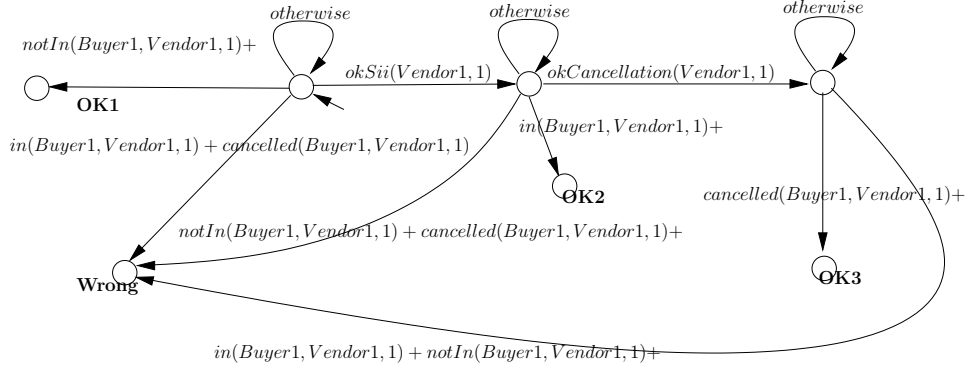 otherwise
otherwise
otherwise
notIn(Buyer1, Vendor1, 1)+
okSii(Vendor1, 1)
okCancellation(Vendor1, 1)
OK1
in(Buyer1, Vendor1, 1)+
in(Buyer1, Vendor1, 1) + cancelled(Buyer1, Vendor1, 1)
cancelled(Buyer1, Vendor1, 1)+
OK2
notIn(Buyer1, Vendor1, 1) + cancelled(Buyer1, Vendor1, 1)+
Wrong
OK3
in(Buyer1, Vendor1, 1) + notIn(Buyer1, Vendor1, 1)+